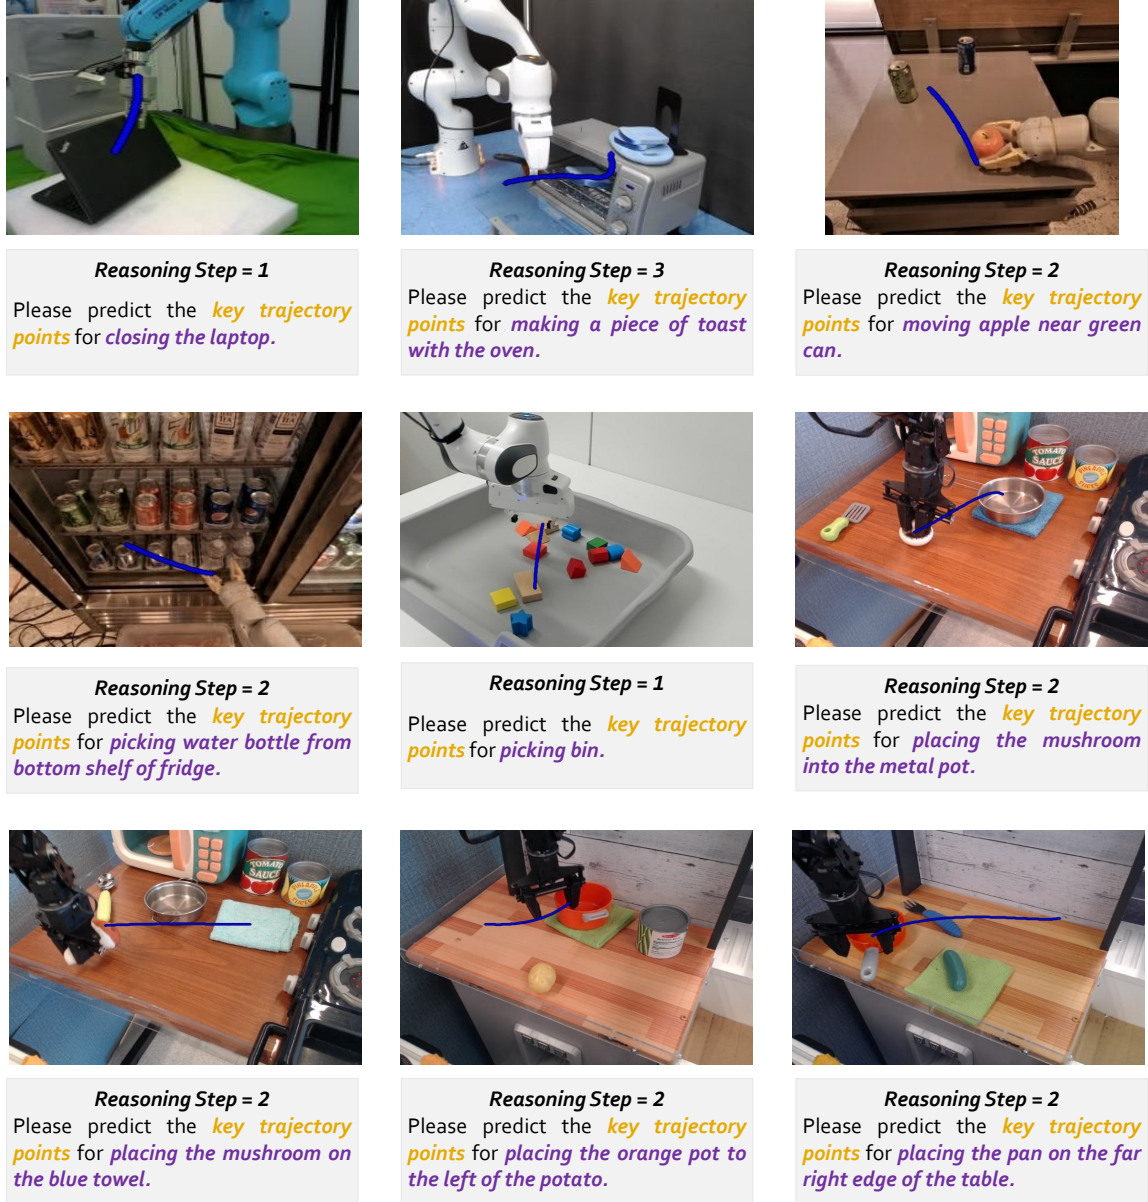 Reasoning Step = 1
Please predict the key trajectory
points for closing the laptop.
Reasoning Step = 3
Please predict the key trajectory
points for making a piece of toast
with the oven.
Reasoning Step = 2
Please predict the key trajectory
points for moving apple near green
can.
Reasoning Step = 2
Please predict the key trajectory
points for picking water bottle from
bottom shelf of fridge.
Reasoning Step = 1
Please predict the key trajectory
points for picking bin.
TOMATO
SAUCE
Reasoning Step = 2
Please predict the key trajectory
points for placing the mushroom
into the metal pot.
TOMATO
SAUCE
Reasoning Step = 2
Please predict the key trajectory
points for placing the mushroom on
the blue towel.
Reasoning Step = 2
Please predict the key trajectory
points for placing the orange pot to
the left of the potato.
Reasoning Step = 2
Please predict the key trajectory
points for placing the pan on the far
right edge of the table.